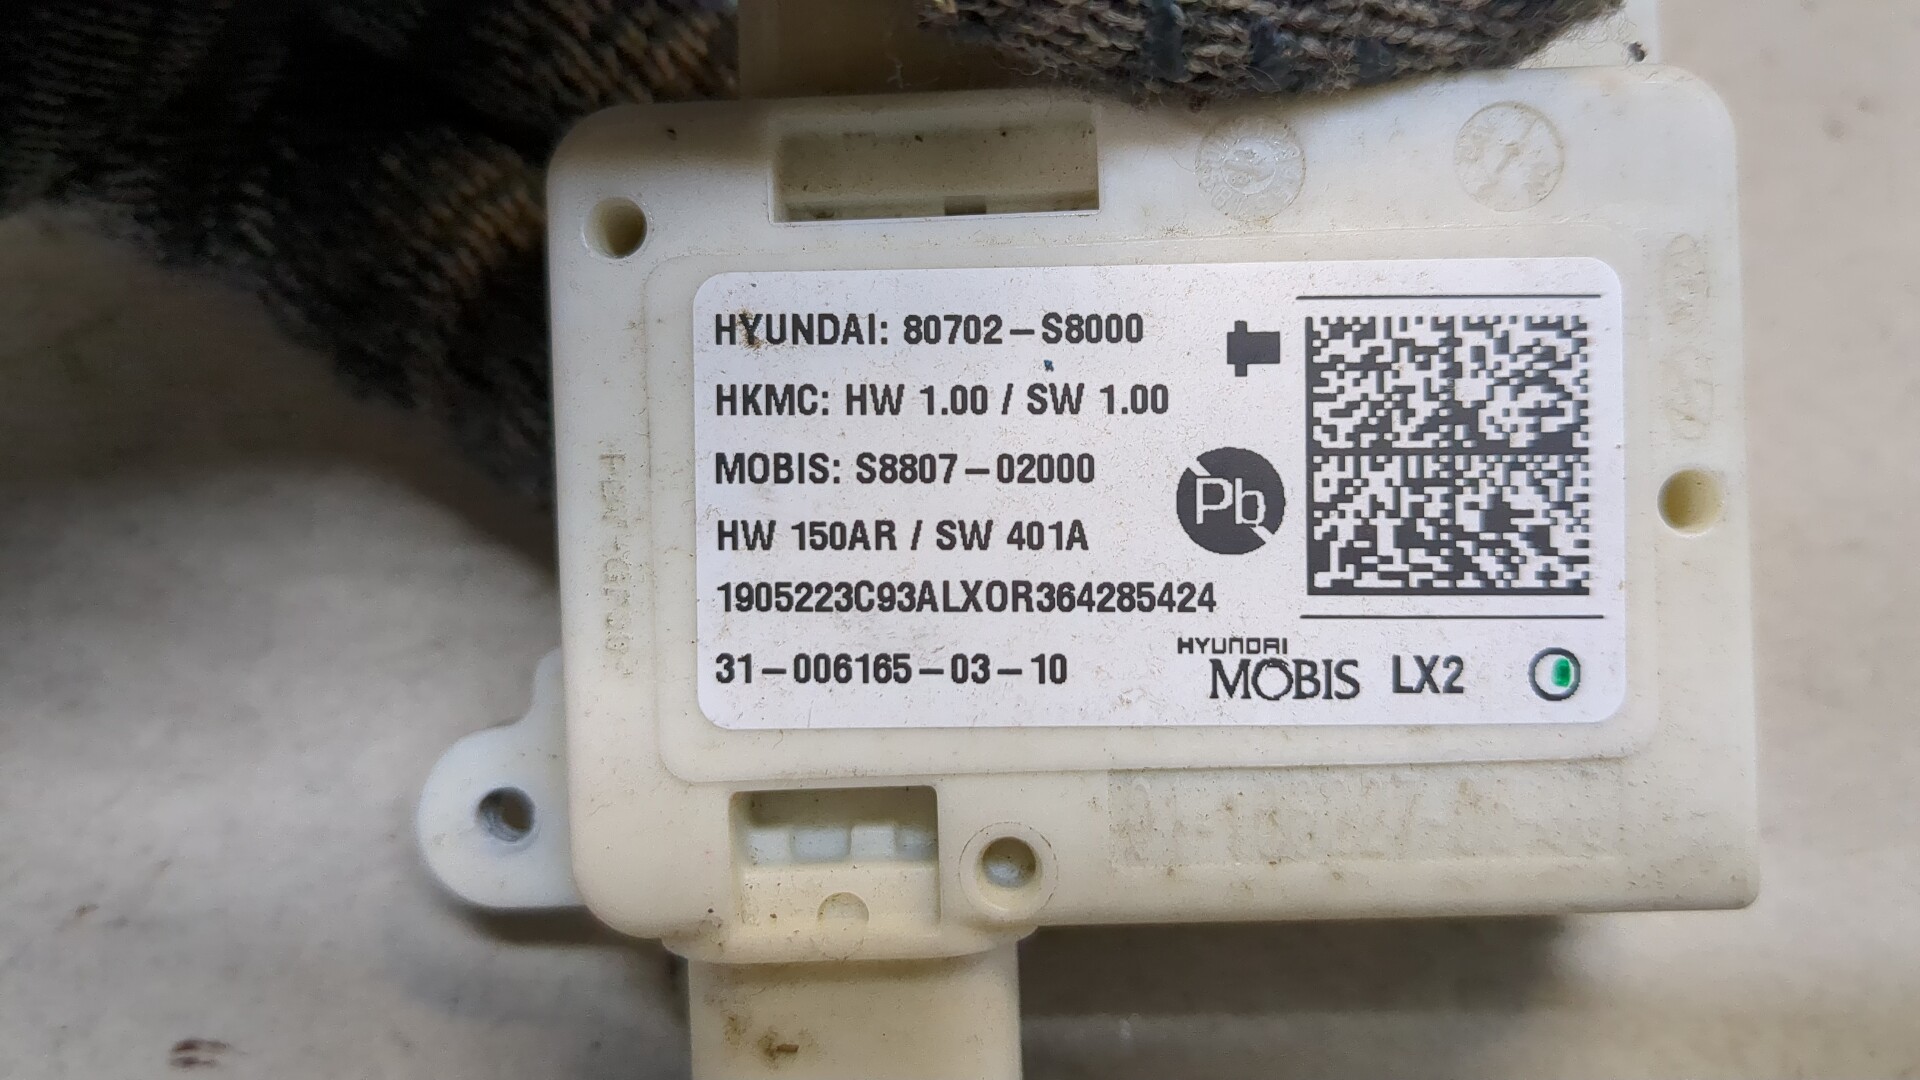 HYUNDAI: 80702-S8000
HKMC: HW 1.00 / SW 1.00
MOBIS: S8807-02000
Pb
HW 150AR / SW 401A
1905223C93ALXOR364285424
31-006165-03-10
HYUNDAI
MOBIS LX2